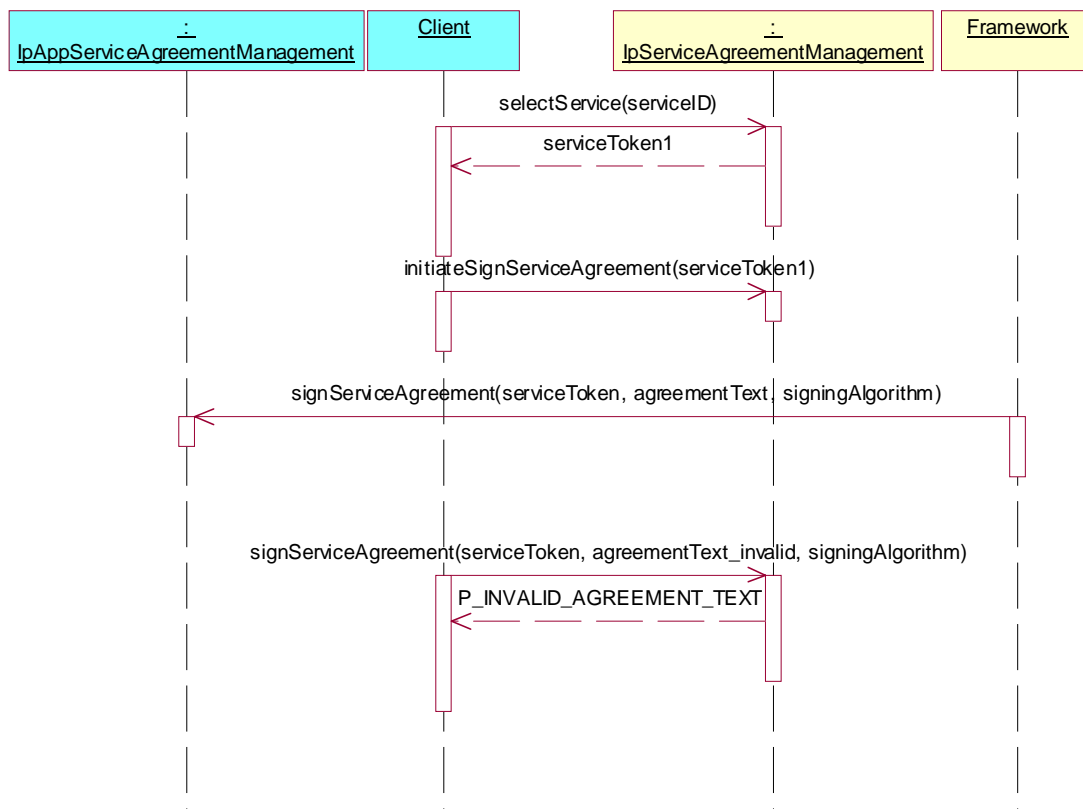 :
IpAppServiceAgreementManagement
Client
:
IpServiceAgreementManagement
Framework
selectService(serviceID)
serviceToken1
initiateSignServiceAgreement(serviceToken1)
signServiceAgreement(serviceToken, agreementText, signingAlgorithm)
signServiceAgreement(serviceToken, agreementText_invalid, signingAlgorithm)
P_INVALID_AGREEMENT_TEXT